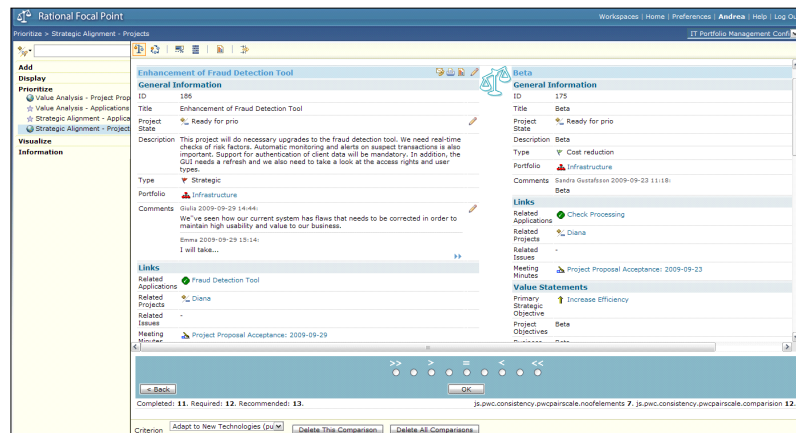 Rational Focal Point
Workspaces | Home | Preferences | Andrea | Help | Log Ou
Prioritize > Strategic Alignment - Projects
IT Portfolio Management Config
Add
Display
Prioritize
Value Analysis - Project Prop
Value Analysis - Applications
Strategic Alignment - Applica
Strategic Alignment - Project
Visualize
Information
Enhancement of Fraud Detection Tool
General Information
ID 186
Title Enhancement of Fraud Detection Tool
Project State Ready for prio
Description This project will do necessary upgrades to the fraud detection tool. We need real-time
checks of risk factors. Automatic monitoring and alerts on suspect transactions is also
important. Support for authentication of client data will be mandatory. In addition, the
GUI needs a refresh and we also need to take a look at the access rights and user
types.
Type Strategic
Portfolio Infrastructure
Comments Giulia 2009-09-29 14:44:
We"ve seen how our current system has flaws that needs to be corrected in order to
maintain high usability and value to our business.
Emma 2009-09-29 15:14:
I will take...
Links
Related Applications Fraud Detection Tool
Related Projects Diana
Related Issues -
Meeting Minutes Project Proposal Acceptance: 2009-09-29
Beta
General Information
ID 175
Title Beta
Project State Ready for prio
Description Beta
Type Cost reduction
Portfolio Infrastructure
Comments Sandra Gustafsson 2009-09-23 11:18:
Beta
Links
Related Applications Check Processing
Related Projects Diana
Related Issues -
Meeting Minutes Project Proposal Acceptance: 2009-09-23
Value Statements
Primary Strategic Objective Increase Efficiency
Project Objectives Beta
Business Beta
>> > = < <<
< Back
OK
Completed: 11. Required: 12. Recommended: 13.
js.pwc.consistency.pwcpairscale.noofelements 7. js.pwc.consistency.pwcpairscale.comparision 12.
Criterion Adapt to New Technologies (pu
Delete This Comparison
Delete All Comparisons